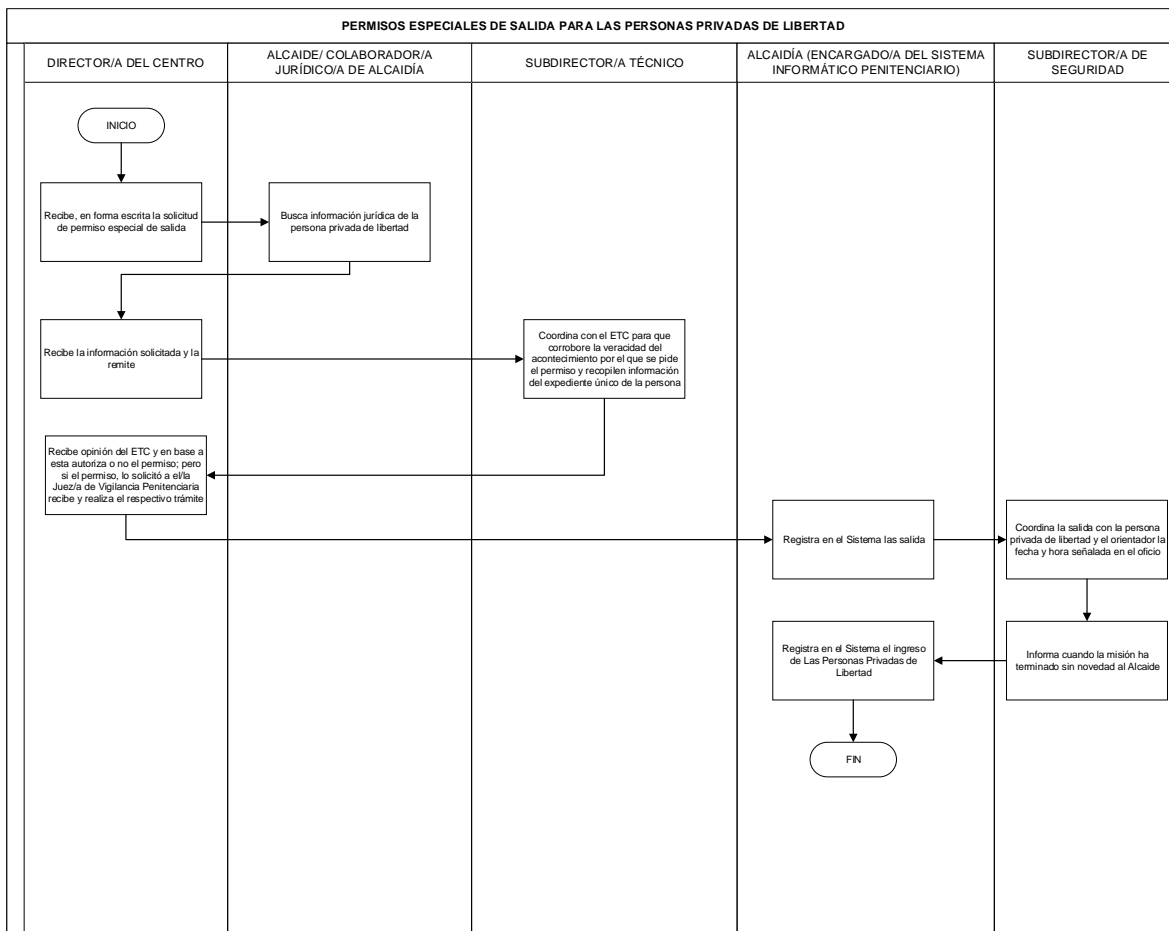 PERMISOS ESPECIALES DE SALIDA PARA LAS PERSONAS PRIVADAS DE LIBERTAD
DIRECTOR/A DEL CENTRO
ALCAIDE/ COLABORADOR/A
JURÍDICO/A DE ALCAIDÍA
SUBDIRECTOR/A TÉCNICO
ALCAIDÍA (ENCARGADO/A DEL SISTEMA
INFORMÁTICO PENITENCIARIO)
SUBDIRECTOR/A DE
SEGURIDAD
INICIO
Recibe, en forma escrita la solicitud
de permiso especial de salida
Busca información jurídica de la
persona privada de libertad
Recibe la información solicitada y la
remite
Coordina con el ETC para que
corrobore la veracidad del
acontecimiento por el que se pide
el permiso y recopilen información
del expediente único de la persona
Recibe opinión del ETC y en base a
esta autoriza o no el permiso; pero
si el permiso, lo solicitó a el/la
Juez/a de Vigilancia Penitenciaria
recibe y realiza el respectivo trámite
Registra en el Sistema las salida
Coordina la salida con la persona
privada de libertad y el orientador la
fecha y hora señalada en el oficio
Informa cuando la misión ha
terminado sin novedad al Alcaide
Registra en el Sistema el ingreso
de Las Personas Privadas de
Libertad
FIN